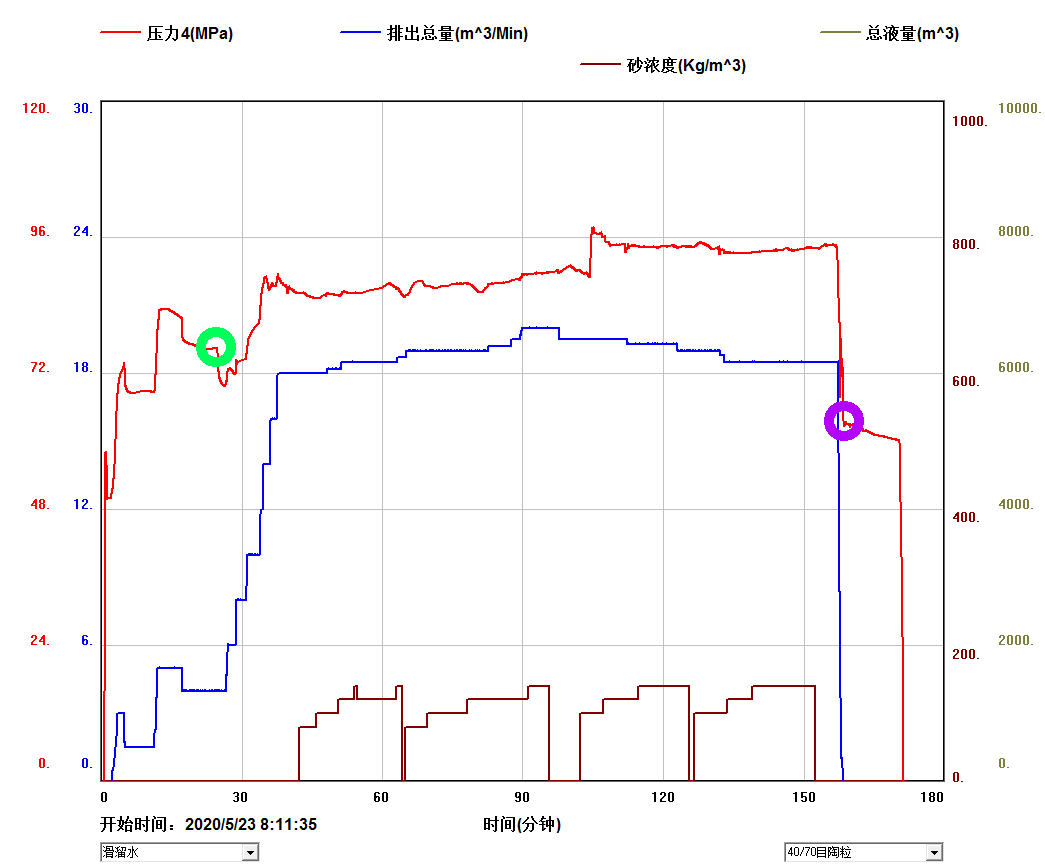 压力4(MPa) 排出总量(m^3/Min) 总液量(m^3)
砂浓度(Kg/m^3)
120. 30. 1000. 10000.
96. 24. 800. 8000.
72. 18. 600. 6000.
48. 12. 400. 4000.
24. 6. 200. 2000.
0. 0. 0. 0.
0 30 60 90 120 150 180
开始时间：2020/5/23 8:11:35 时间(分钟)
滑溜水 40/70目陶粒